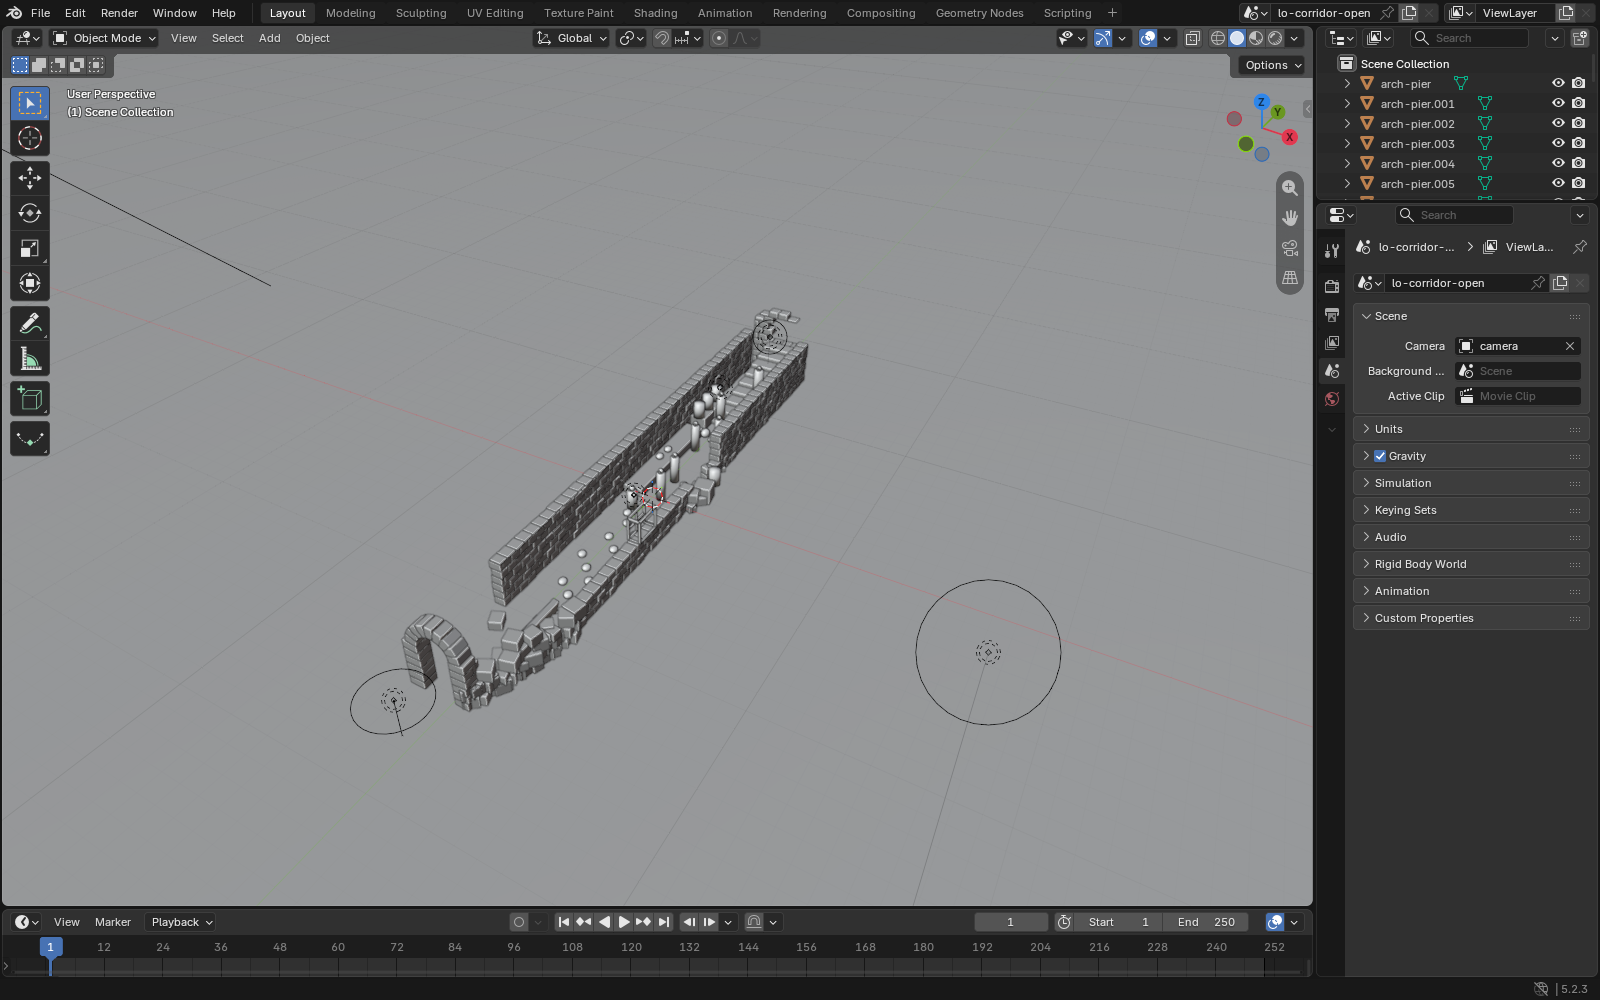 File Edit Render Window Help Layout Modeling Sculpting UV Editing Texture Paint Shading Animation Rendering Compositing Geometry Nodes Scripting + lo-corridor-open ViewLayer
Object Mode View Select Add Object Global Search
Options
User Perspective
(1) Scene Collection
Z
Y
X
Scene Collection
arch-pier
arch-pier.001
arch-pier.002
arch-pier.003
arch-pier.004
arch-pier.005
Search
lo-corridor-... ViewLa...
lo-corridor-open
Scene
Camera camera
Background ... Scene
Active Clip Movie Clip
Units
Gravity
Simulation
Keying Sets
Audio
Rigid Body World
Animation
Custom Properties
View Marker Playback 1 Start 1 End 250
1 12 24 36 48 60 72 84 96 108 120 132 144 156 168 180 192 204 216 228 240 252
5.2.3